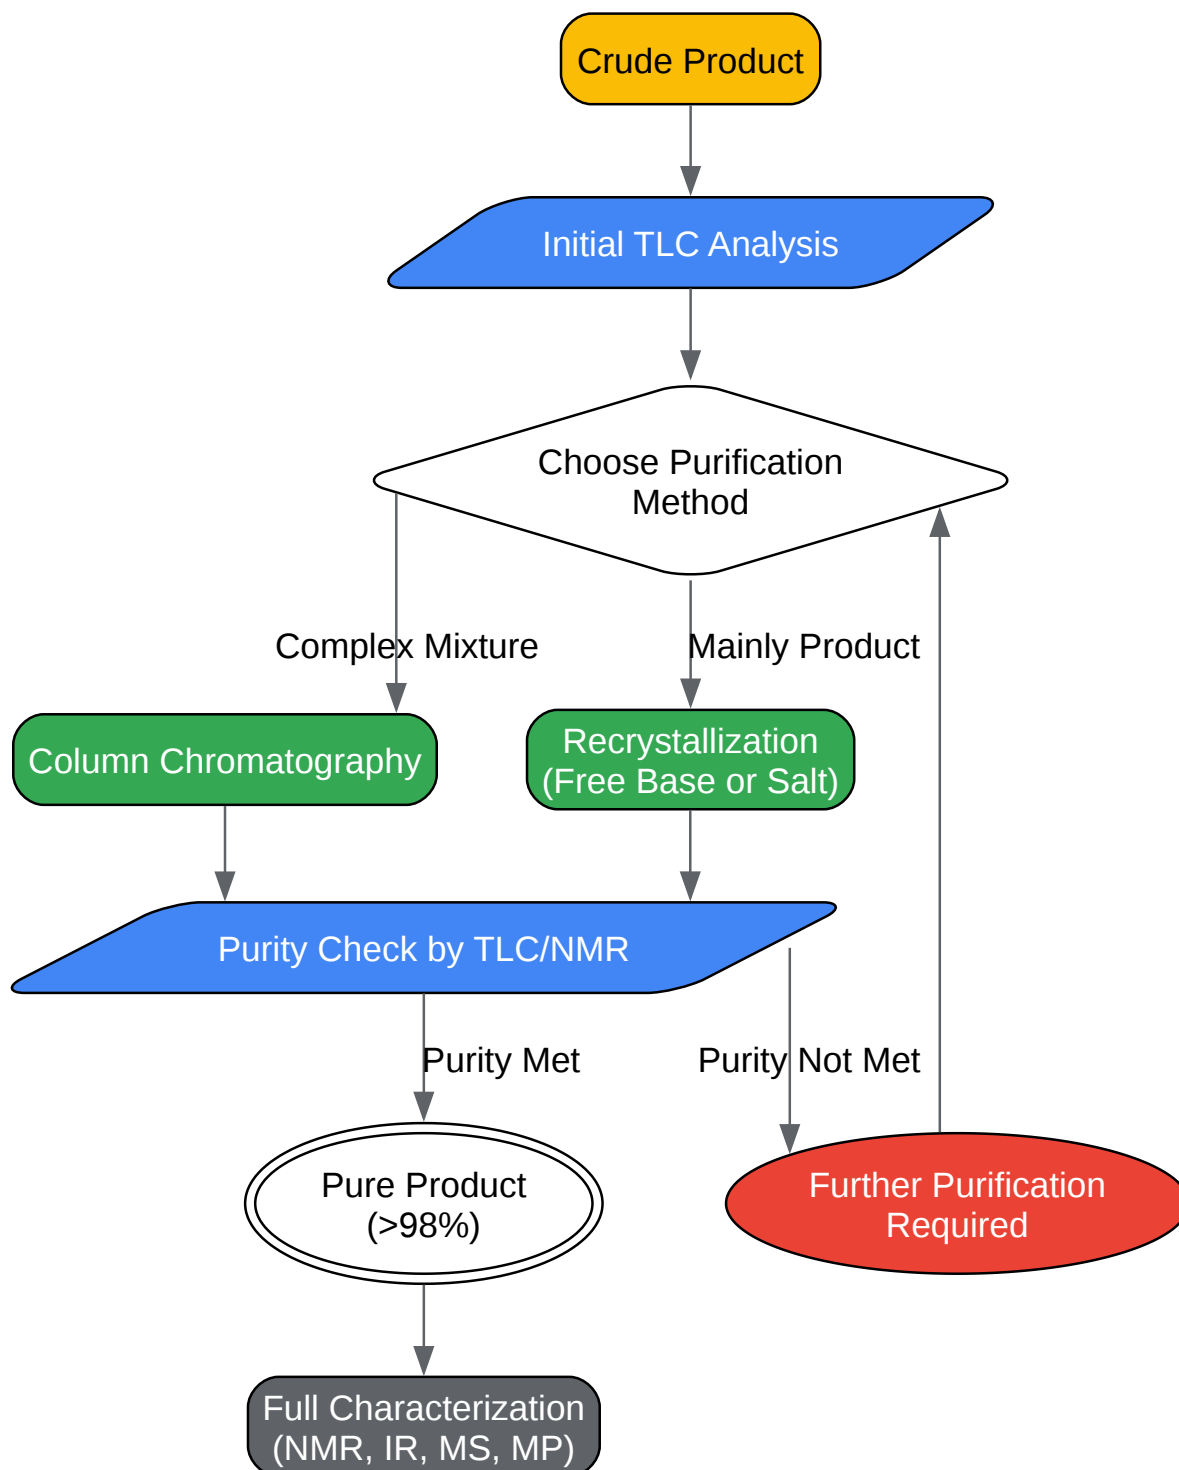 Crude Product
Initial TLC Analysis
Choose Purification
Method
Complex Mixture
Mainly Product
Column Chromatography
Recrystallization
(Free Base or Salt)
Purity Check by TLC/NMR
Purity Met
Purity Not Met
Pure Product
(>98%)
Further Purification
Required
Full Characterization
(NMR, IR, MS, MP)